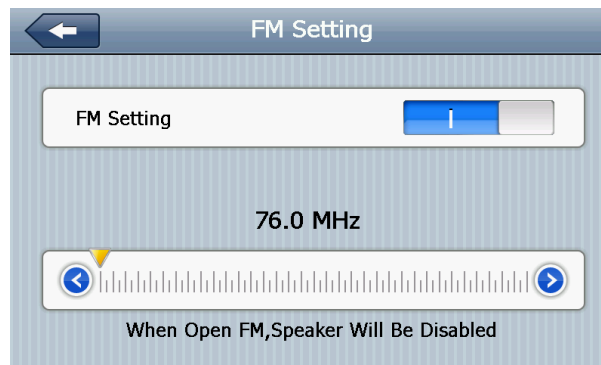 FM Setting
FM Setting
76.0 MHz
When Open FM,Speaker Will Be Disabled